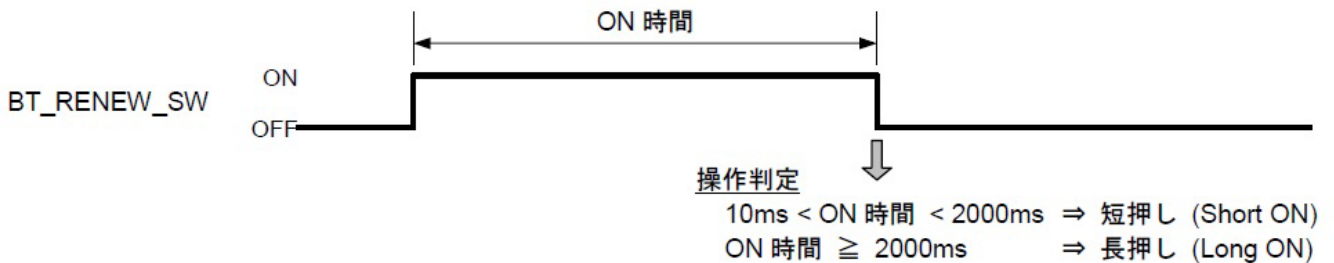 ON 時間
ON
BT_RENEW_SW
OFF
操作判定
10ms < ON 時間 < 2000ms ⇒ 短押し (Short ON)
ON 時間 ≧ 2000ms ⇒ 長押し (Long ON)